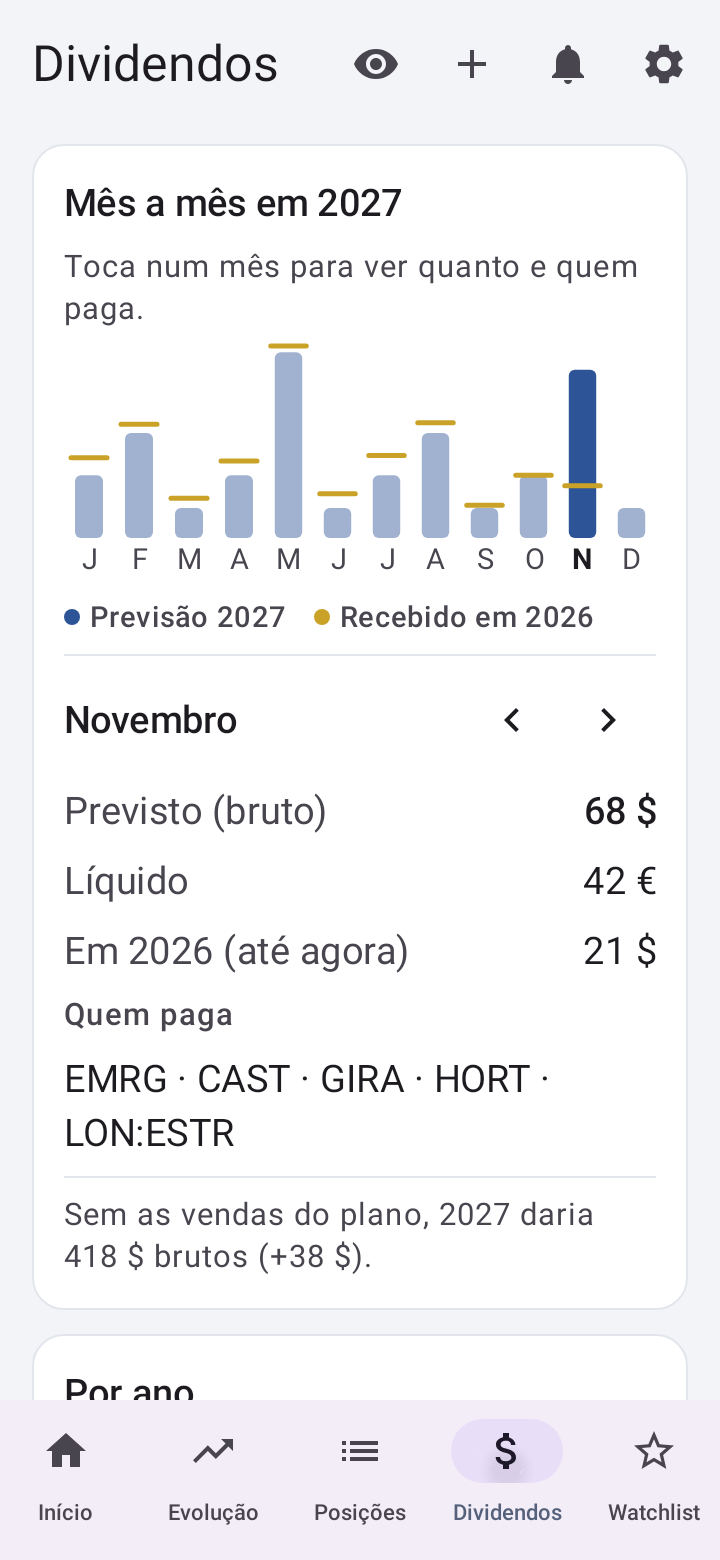 Dividendos
Mês a mês em 2027
Toca num mês para ver quanto e quem
paga.
J F M A M J J A S O N D
Previsão 2027 Recebido em 2026
Novembro
Previsto (bruto) 68 $
Líquido 42 €
Em 2026 (até agora) 21 $
Quem paga
EMRG · CAST · GIRA · HORT ·
LON:ESTR
Sem as vendas do plano, 2027 daria
418 $ brutos (+38 $).
Por ano
Início Evolução Posições Dividendos Watchlist